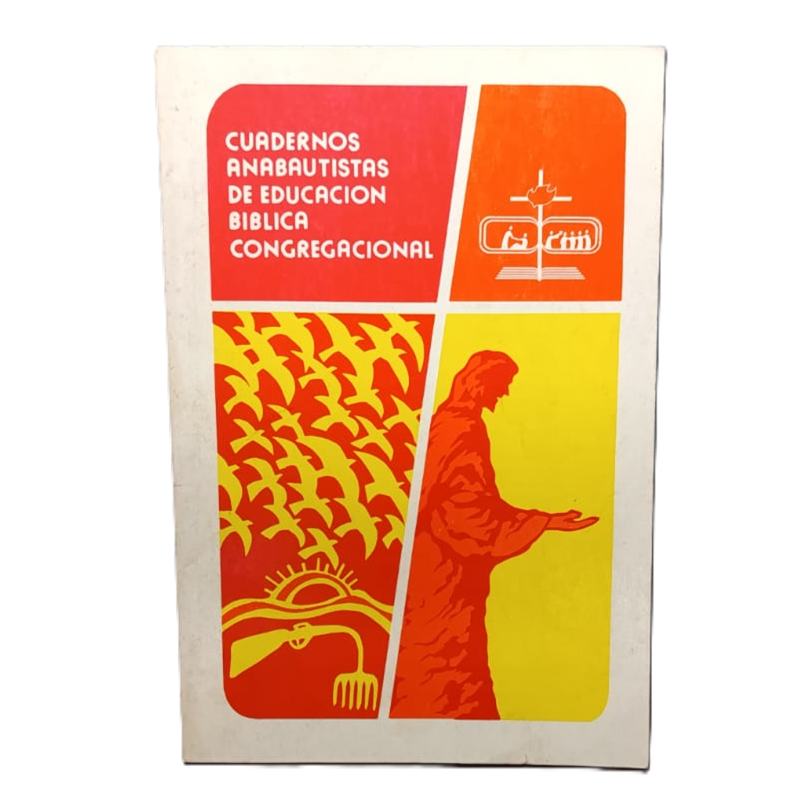 CUADERNOS
ANABAUTISTAS
DE EDUCACION
BIBLICA
CONGREGACIONAL